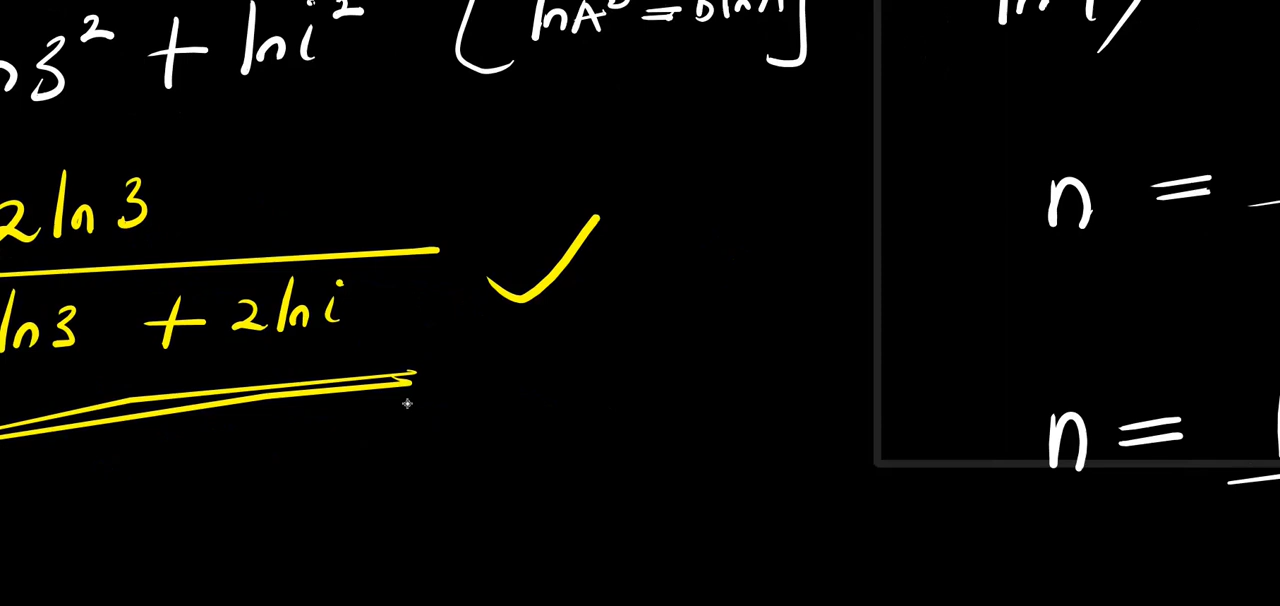 3² + ln i² [ln A^b = b ln A]
2 ln 3
ln 3 + 2 ln i
n =
n =